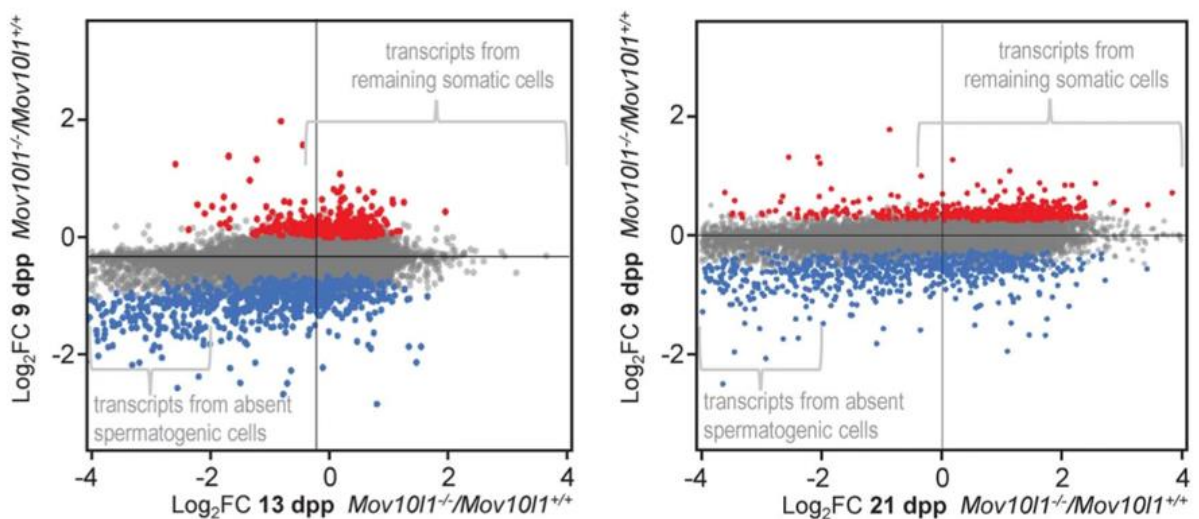 Log₂FC 9 dpp Mov10l1⁻/⁻/Mov10l1⁺/⁺
2
0
-2
transcripts from
remaining somatic cells
transcripts from absent
spermatogenic cells
-4 -2 0 2 4
Log₂FC 13 dpp Mov10l1⁻/⁻/Mov10l1⁺/⁺
Log₂FC 9 dpp Mov10l1⁻/⁻/Mov10l1⁺/⁺
2
0
-2
transcripts from
remaining somatic cells
transcripts from absent
spermatogenic cells
-4 -2 0 2 4
Log₂FC 21 dpp Mov10l1⁻/⁻/Mov10l1⁺/⁺